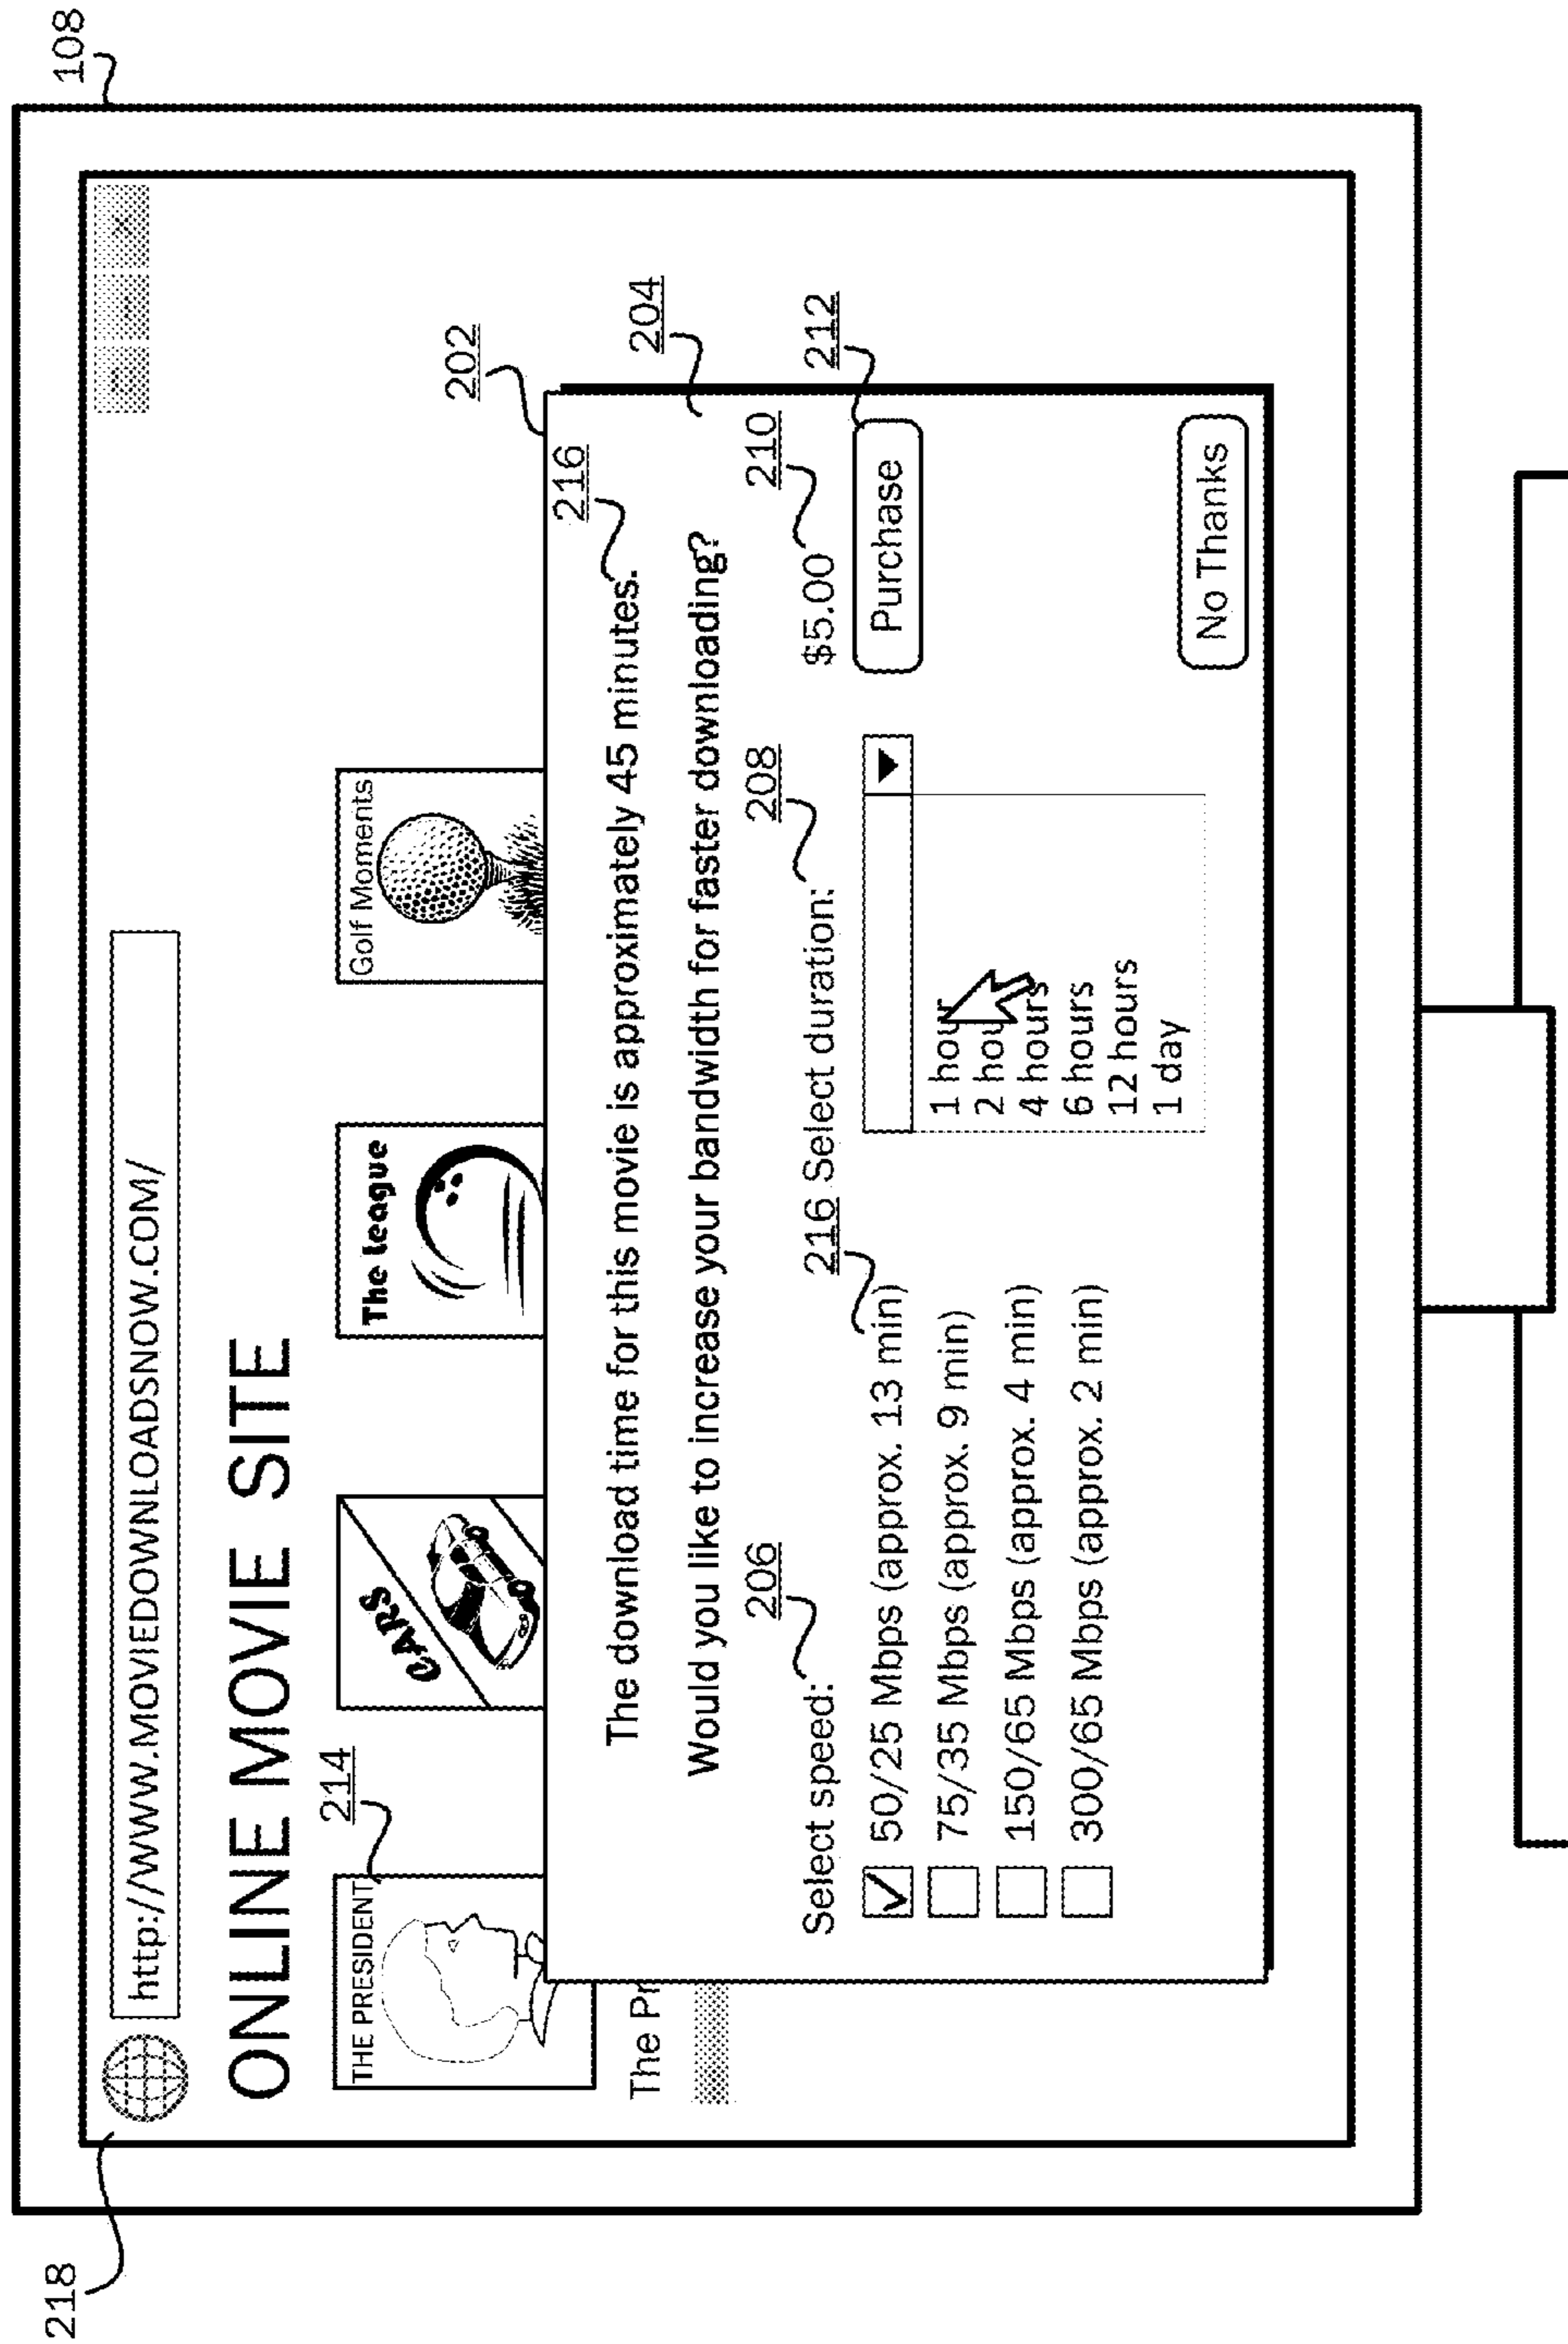 108
218
http://WWW.MOVIEDOWNLOADSNOW.COM/
ONLINE MOVIE SITE
214
THE PRESIDENT
CARS
The league
Golf Moments
202
216
The download time for this movie is approximately 45 minutes.
204
The Pr
Would you like to increase your bandwidth for faster downloading?
206
208
210
212
Select speed:
216 Select duration:
$5.00
50/25 Mbps (approx. 13 min)
Purchase
75/35 Mbps (approx. 9 min)
1 hour
2 hou
150/65 Mbps (approx. 4 min)
4 hours
300/65 Mbps (approx. 2 min)
6 hours
12 hours
1 day
No Thanks